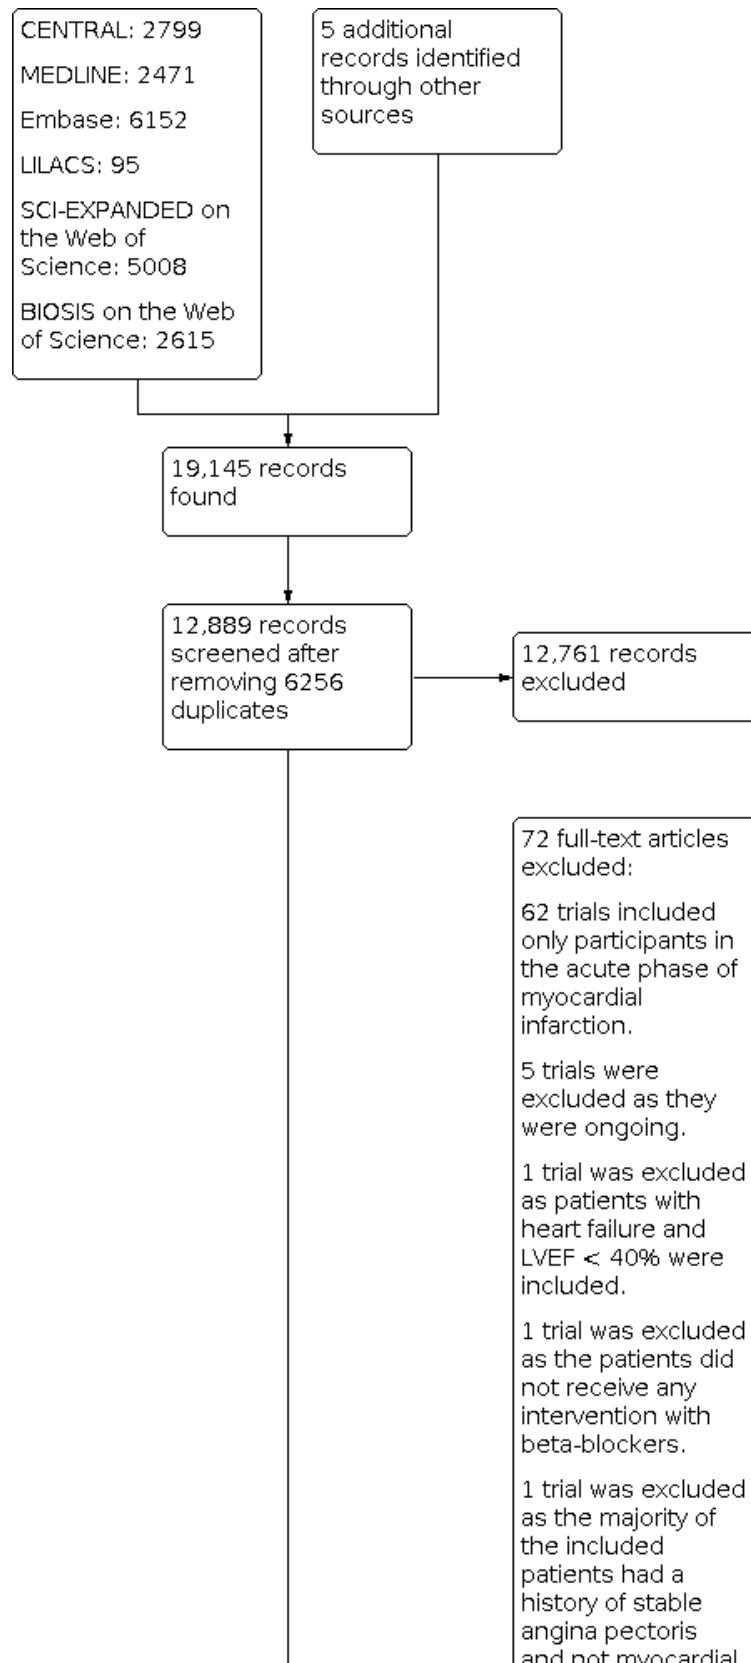 CENTRAL: 2799
MEDLINE: 2471
Embase: 6152
LILACS: 95
SCI-EXPANDED on
the Web of
Science: 5008
BIOSIS on the Web
of Science: 2615
5 additional
records identified
through other
sources
19,145 records
found
12,889 records
screened after
removing 6256
duplicates
12,761 records
excluded
72 full-text articles
excluded:
62 trials included
only participants in
the acute phase of
myocardial
infarction.
5 trials were
excluded as they
were ongoing.
1 trial was excluded
as patients with
heart failure and
LVEF < 40% were
included.
1 trial was excluded
as the patients did
not receive any
intervention with
beta-blockers.
1 trial was excluded
as the majority of
the included
patients had a
history of stable
angina pectoris
and not myocardial